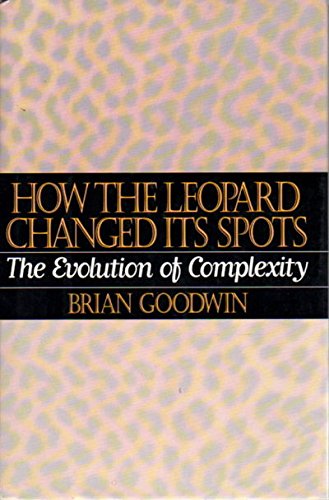 HOW THE LEOPARD
CHANGED ITS SPOTS
The Evolution of Complexity
BRIAN GOODWIN